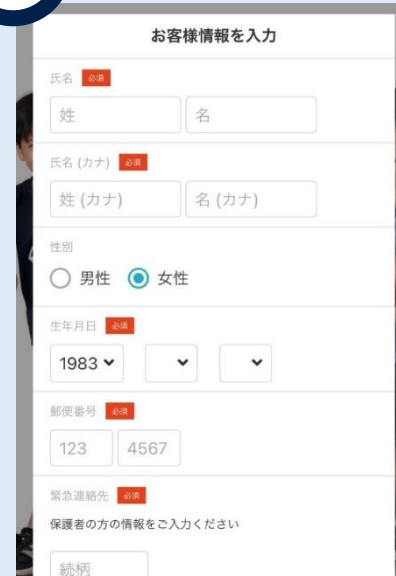 お客様情報を入力
氏名 必須
姓 名
氏名 (カナ) 必須
姓 (カナ) 名 (カナ)
性別
男性 女性
生年月日 必須
1983
郵便番号 必須
123 4567
緊急連絡先 必須
保護者の方の情報をご入力ください
続柄